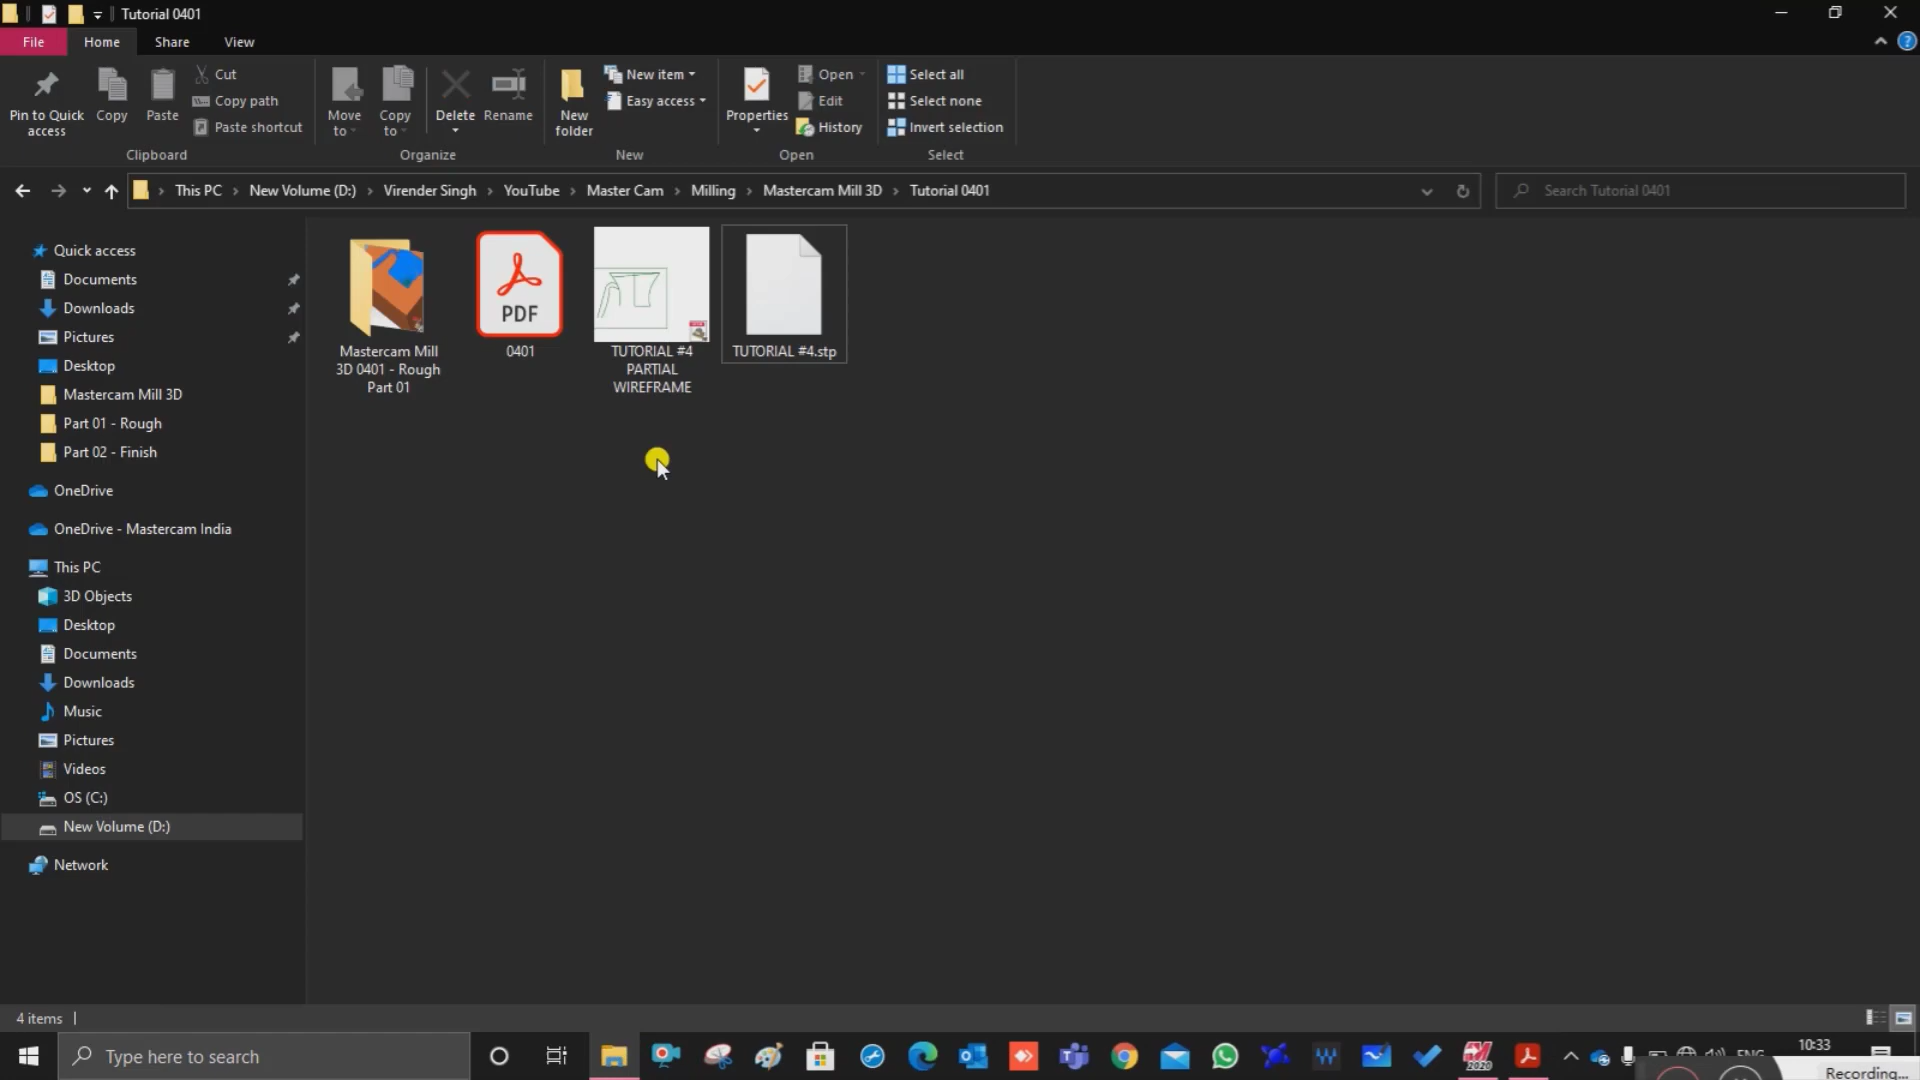 Tutorial 0401
File Home Share View
Pin to Quick access
Copy
Paste
Cut
Copy path
Paste shortcut
Clipboard
Move to
Copy to
Delete
Rename
Organize
New folder
New item
Easy access
New
Properties
Open
Edit
History
Open
Select all
Select none
Invert selection
Select
This PC › New Volume (D:) › Virender Singh › YouTube › Master Cam › Milling › Mastercam Mill 3D › Tutorial 0401
Search Tutorial 0401
Quick access
Documents
Downloads
Pictures
Desktop
Mastercam Mill 3D
Part 01 - Rough
Part 02 - Finish
OneDrive
OneDrive - Mastercam India
This PC
3D Objects
Desktop
Documents
Downloads
Music
Pictures
Videos
OS (C:)
New Volume (D:)
Network
Mastercam Mill
3D 0401 - Rough
Part 01
PDF
0401
TUTORIAL #4
PARTIAL
WIREFRAME
TUTORIAL #4.stp
4 items
Type here to search
2020
ENG
10:33
Recording...